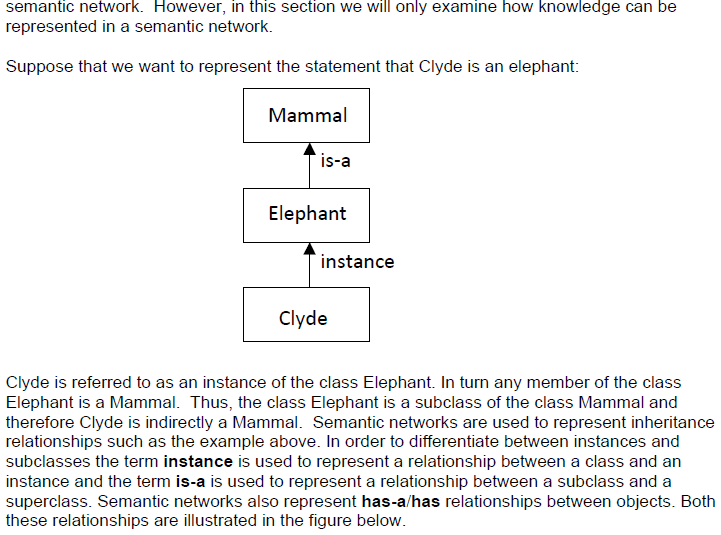 semantic network.  However, in this section we will only examine how knowledge can be
represented in a semantic network.
Suppose that we want to represent the statement that Clyde is an elephant:
Mammal
is-a
Elephant
instance
Clyde
Clyde is referred to as an instance of the class Elephant. In turn any member of the class
Elephant is a Mammal.  Thus, the class Elephant is a subclass of the class Mammal and
therefore Clyde is indirectly a Mammal.  Semantic networks are used to represent inheritance
relationships such as the example above. In order to differentiate between instances and
subclasses the term instance is used to represent a relationship between a class and an
instance and the term is-a is used to represent a relationship between a subclass and a
superclass. Semantic networks also represent has-a/has relationships between objects. Both
these relationships are illustrated in the figure below.